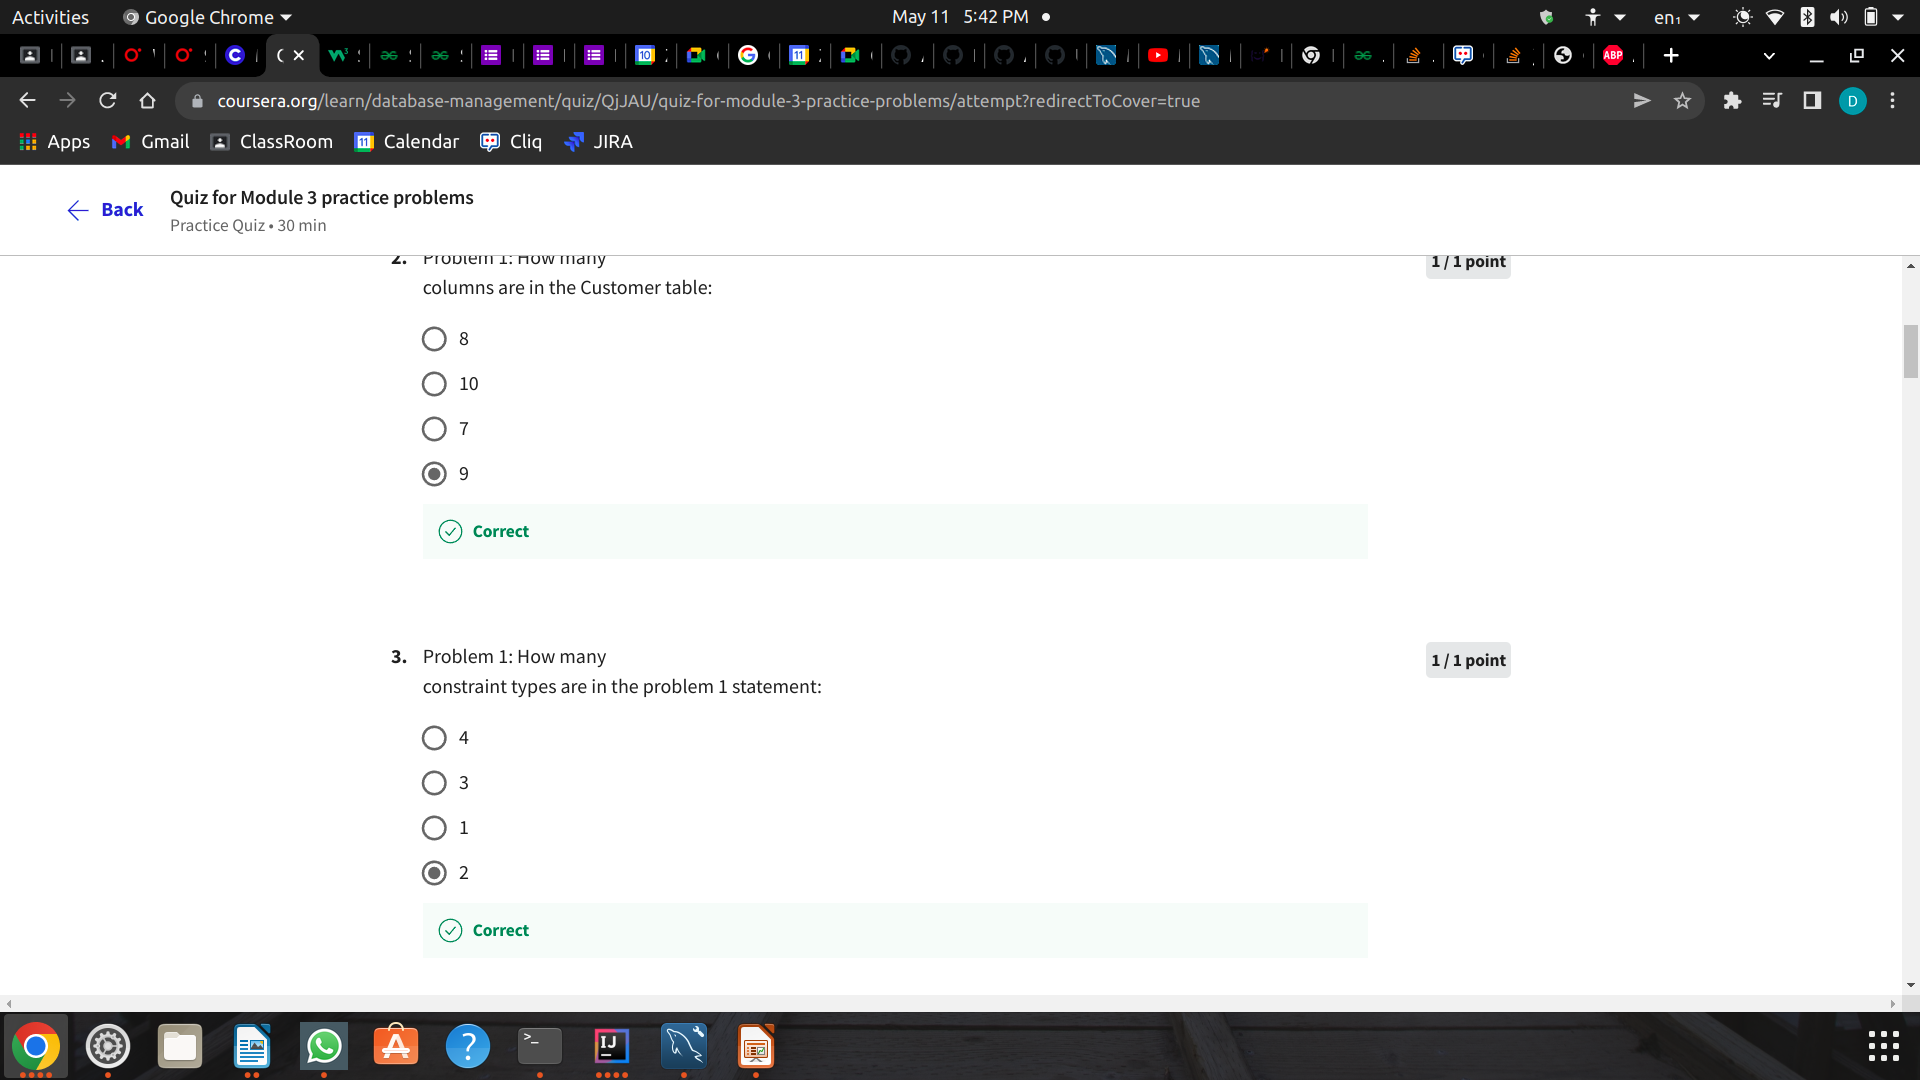 Activities
Google Chrome
May 11 5:42 PM
en₁
coursera.org/learn/database-management/quiz/QjJAU/quiz-for-module-3-practice-problems/attempt?redirectToCover=true
D
Apps
Gmail
ClassRoom
Calendar
Cliq
JIRA
Back
Quiz for Module 3 practice problems
Practice Quiz • 30 min
2. Problem 1: How many
columns are in the Customer table:
1 / 1 point
8
10
7
9
Correct
3. Problem 1: How many
constraint types are in the problem 1 statement:
1 / 1 point
4
3
1
2
Correct